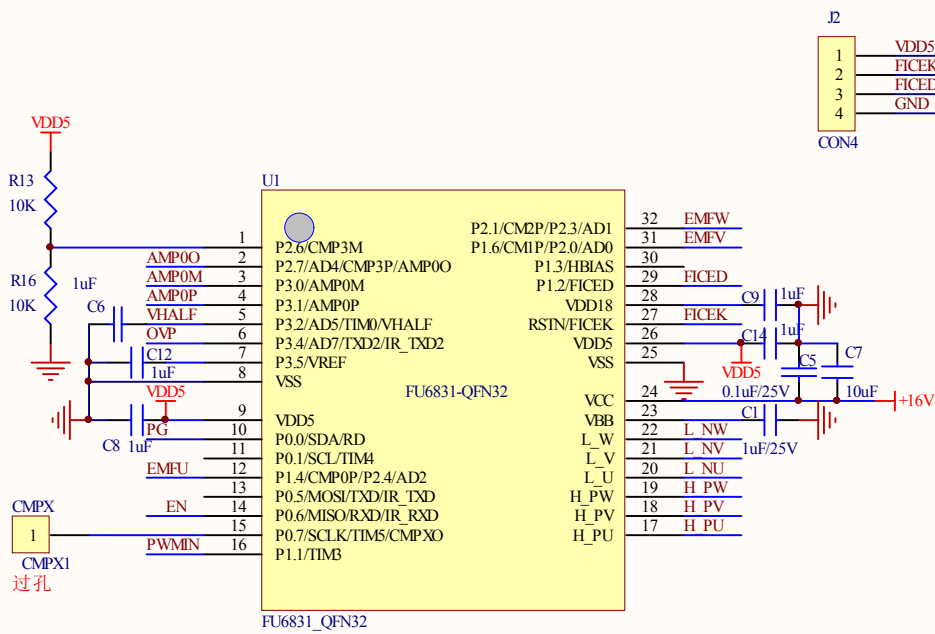 J2
1 VDD5
2 FICEK
3 FICED
4 GND
CON4
VDD5
R13
10K
R16
10K
U1
1 P2.6/CMP3M
AMP0O 2 P2.7/AD4/CMP3P/AMP0O
AMP0M 3 P3.0/AMP0M
AMP0P 4 P3.1/AMP0P
1uF
C6
VHALF 5 P3.2/AD5/TIM0/VHALF
OVP 6 P3.4/AD7/TXD2/IR_TXD2
C12 7 P3.5/VREF
1uF 8 VSS
VDD5 9 VDD5
C8 1uF
PG 10 P0.0/SDA/RD
11 P0.1/SCL/TIM4
EMFU 12 P1.4/CMP0P/P2.4/AD2
13 P0.5/MOSI/TXD/IR_TXD
EN 14 P0.6/MISO/RXD/IR_RXD
15 P0.7/SCLK/TIM5/CMPXO
PWMIN 16 P1.1/TIM3
CMPX
1
CMPX1
过孔
FU6831-QFN32
P2.1/CM2P/P2.3/AD1 32 EMFW
P1.6/CM1P/P2.0/AD0 31 EMFV
P1.3/HBIAS 30
P1.2/FICED 29 FICED
VDD18 28 C9 1uF
RSTN/FICEK 27 FICEK
VDD5 26 C14 1uF
VSS 25 VDD5
C5
0.1uF/25V
C7
10uF
VCC 24 +16V
VBB 23 C1
1uF/25V
L_W 22 L_NW
L_V 21 L_NV
L_U 20 L_NU
H_PW 19 H_PW
H_PV 18 H_PV
H_PU 17 H_PU
FU6831_QFN32